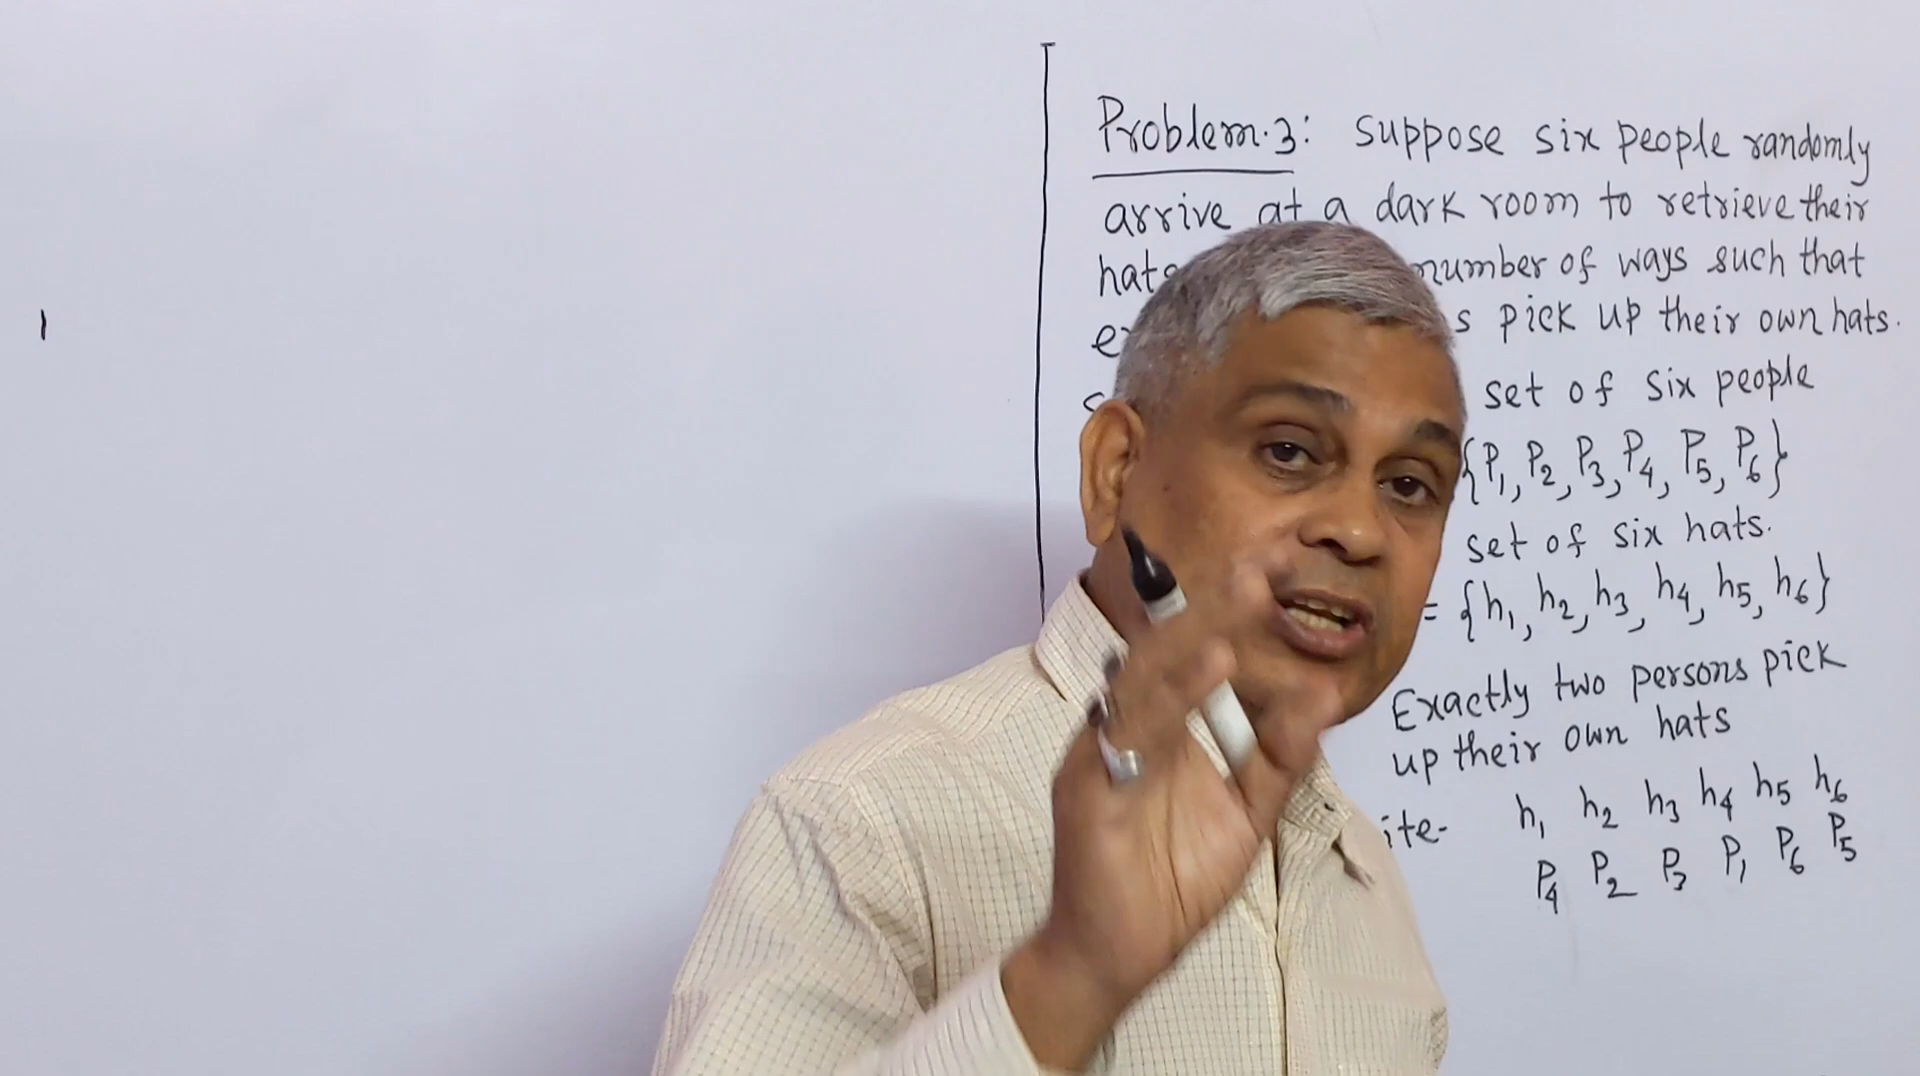 Problem.3: suppose six people randomly
arrive at a dark room to retrieve their
number of ways such that
pick up their own hats.
set of six people
{P₁, P₂, P₃, P₄, P₅, P₆}
set of six hats.
= {h₁, h₂, h₃, h₄, h₅, h₆}
Exactly two persons pick
up their own hats
h₁ h₂ h₃ h₄ h₅ h₆
P₄ P₂ P₃ P₁ P₆ P₅